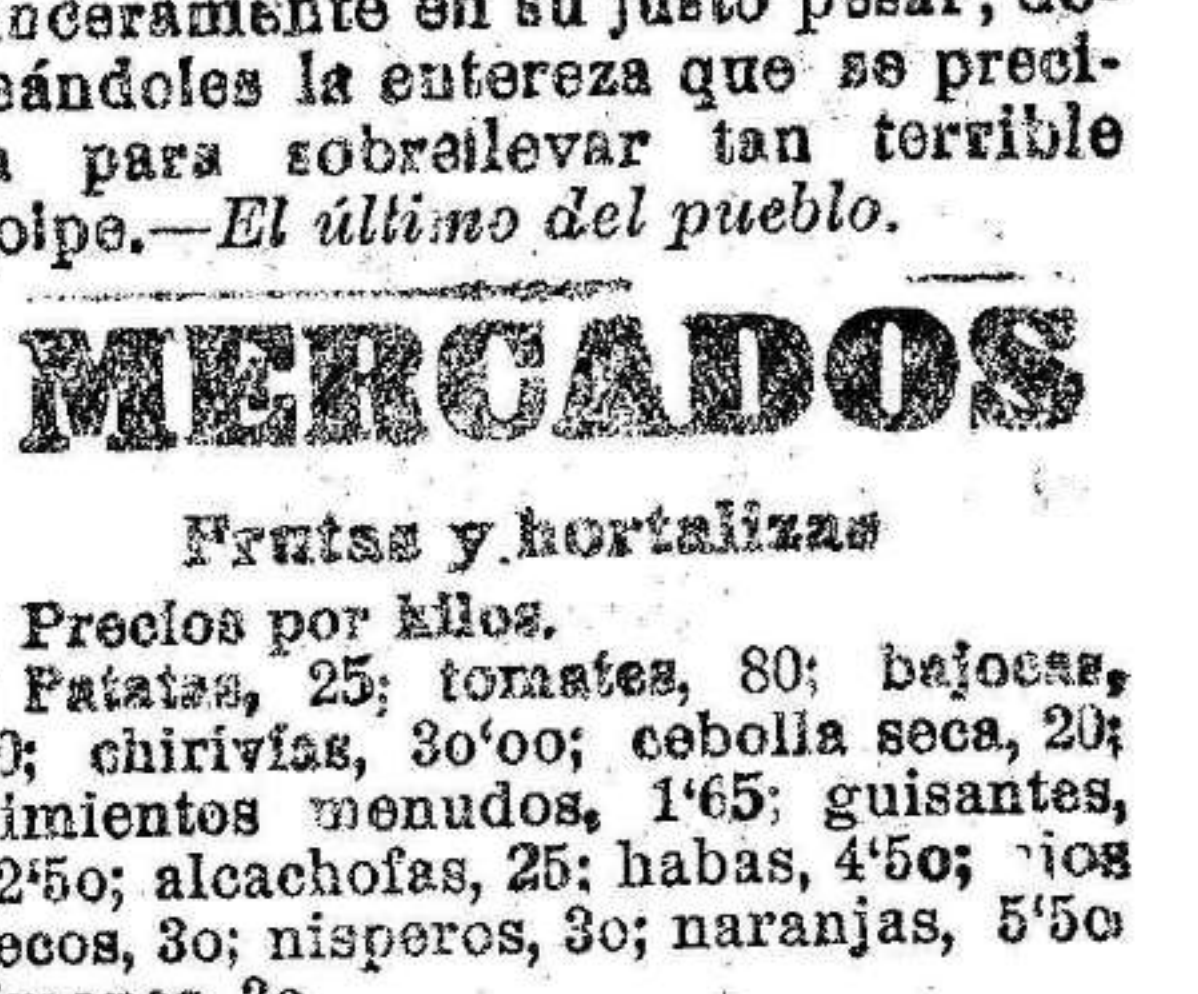 nceramente en su justo pesar, de-
eándoles la entereza que se preci-
a para sobrellevar tan terrible
olpe.—El último del pueblo.
MERCADOS
Frutas y hortalizas
Precios por kilos.
Patatas, 25; tomates, 80; bajocas,
0; chirivías, 30‘00; cebolla seca, 20;
imientos menudos, 1‘65; guisantes,
2‘50; alcachofas, 25; habas, 4‘50;
ecos, 30; nisperos, 30; naranjas, 5‘50